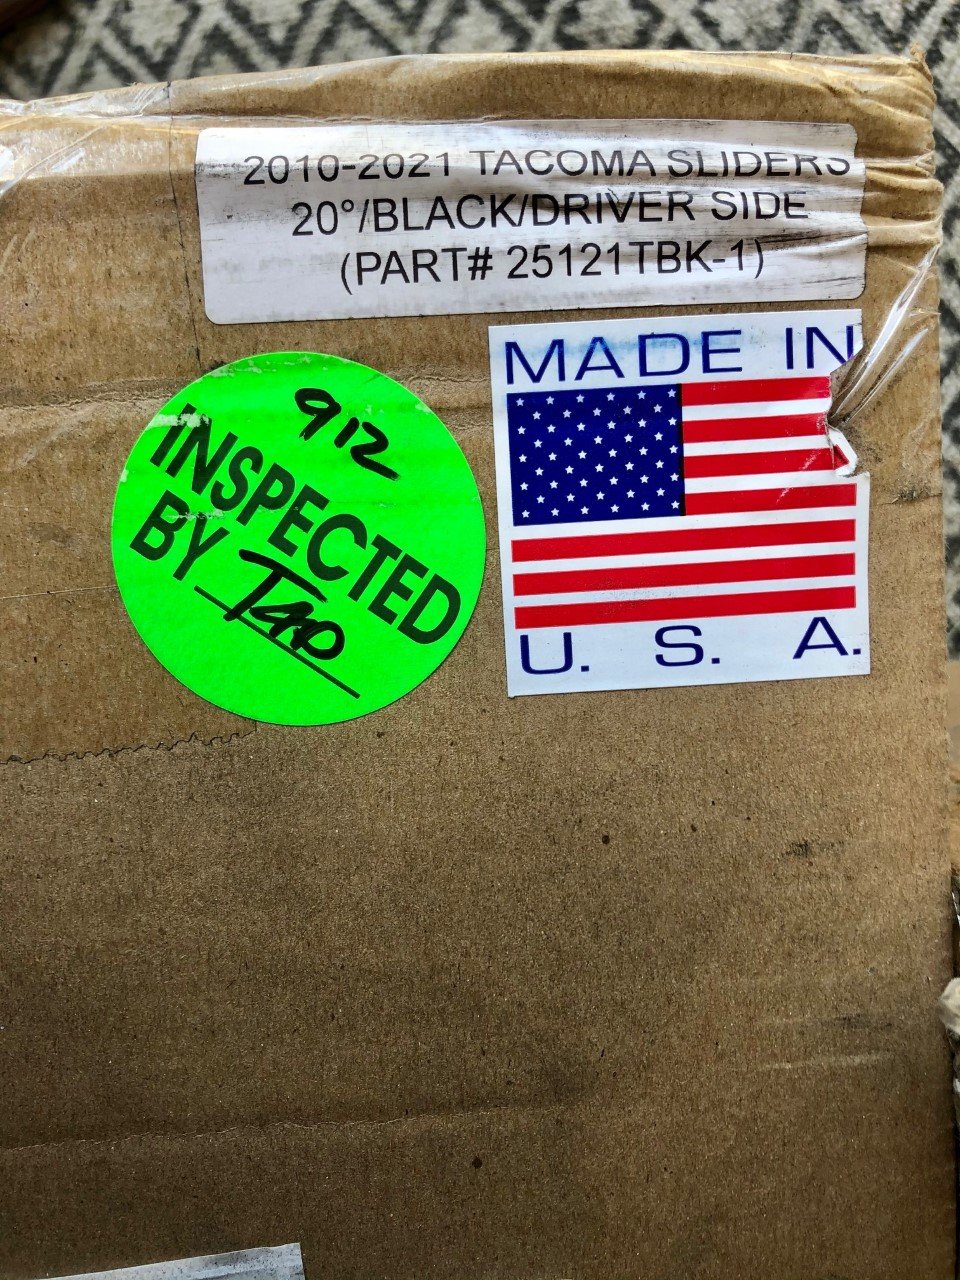 2010-2021 TACOMA SLIDERS
20°/BLACK/DRIVER SIDE
(PART# 25121TBK-1)
MADE IN
U. S. A.
912
INSPECTED
BY